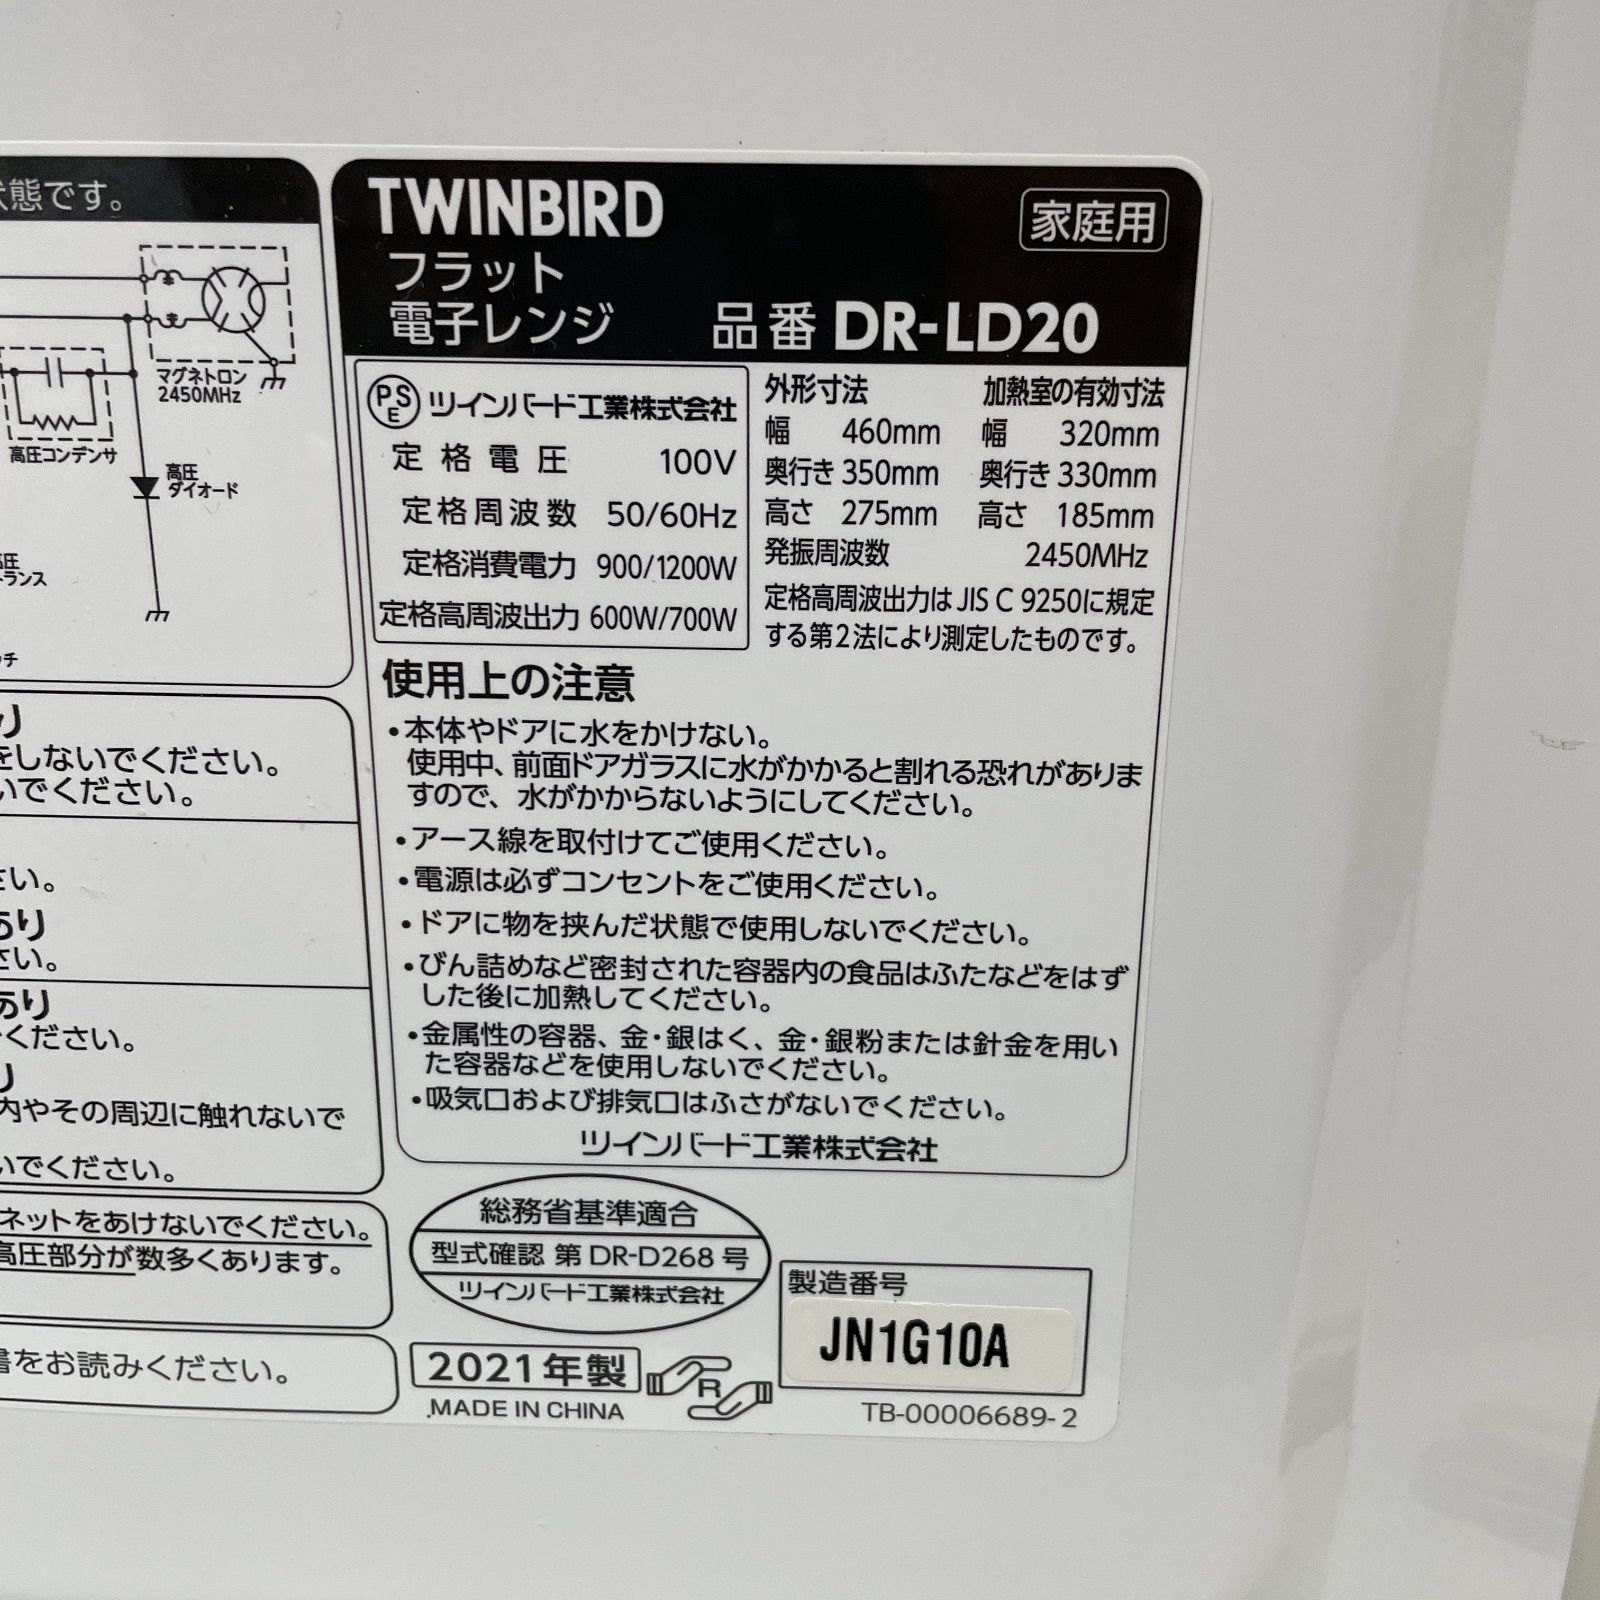 状態です。
マグネトロン
2450MHz
高圧コンデンサ
高圧
ダイオード
高圧
トランス
ッチ
り
をしないでください。
いでください。
さい。
あり
さい。
あり
ください。
り
内やその周辺に触れないで
いでください。
ネットをあけないでください。
高圧部分が数多くあります。
書をお読みください。
TWINBIRD
家庭用
フラット
電子レンジ 品番 DR-LD20
PSE ツインバード工業株式会社
定格電圧 100V
定格周波数 50/60Hz
定格消費電力 900/1200W
定格高周波出力 600W/700W
外形寸法 加熱室の有効寸法
幅 460mm 幅 320mm
奥行き 350mm 奥行き 330mm
高さ 275mm 高さ 185mm
発振周波数 2450MHz
定格高周波出力は JIS C 9250に規定
する第2法により測定したものです。
使用上の注意
・本体やドアに水をかけない。
使用中、前面ドアガラスに水がかかると割れる恐れがありま
すので、水がかからないようにしてください。
・アース線を取付けてご使用ください。
・電源は必ずコンセントをご使用ください。
・ドアに物を挟んだ状態で使用しないでください。
・びん詰めなど密封された容器内の食品はふたなどをはず
した後に加熱してください。
・金属性の容器、金・銀はく、金・銀粉または針金を用い
た容器などを使用しないでください。
・吸気口および排気口はふさがないでください。
ツインバード工業株式会社
総務省基準適合
型式確認 第 DR-D268 号
ツインバード工業株式会社
製造番号
JN1G10A
2021年製
R
MADE IN CHINA
TB-00006689-2